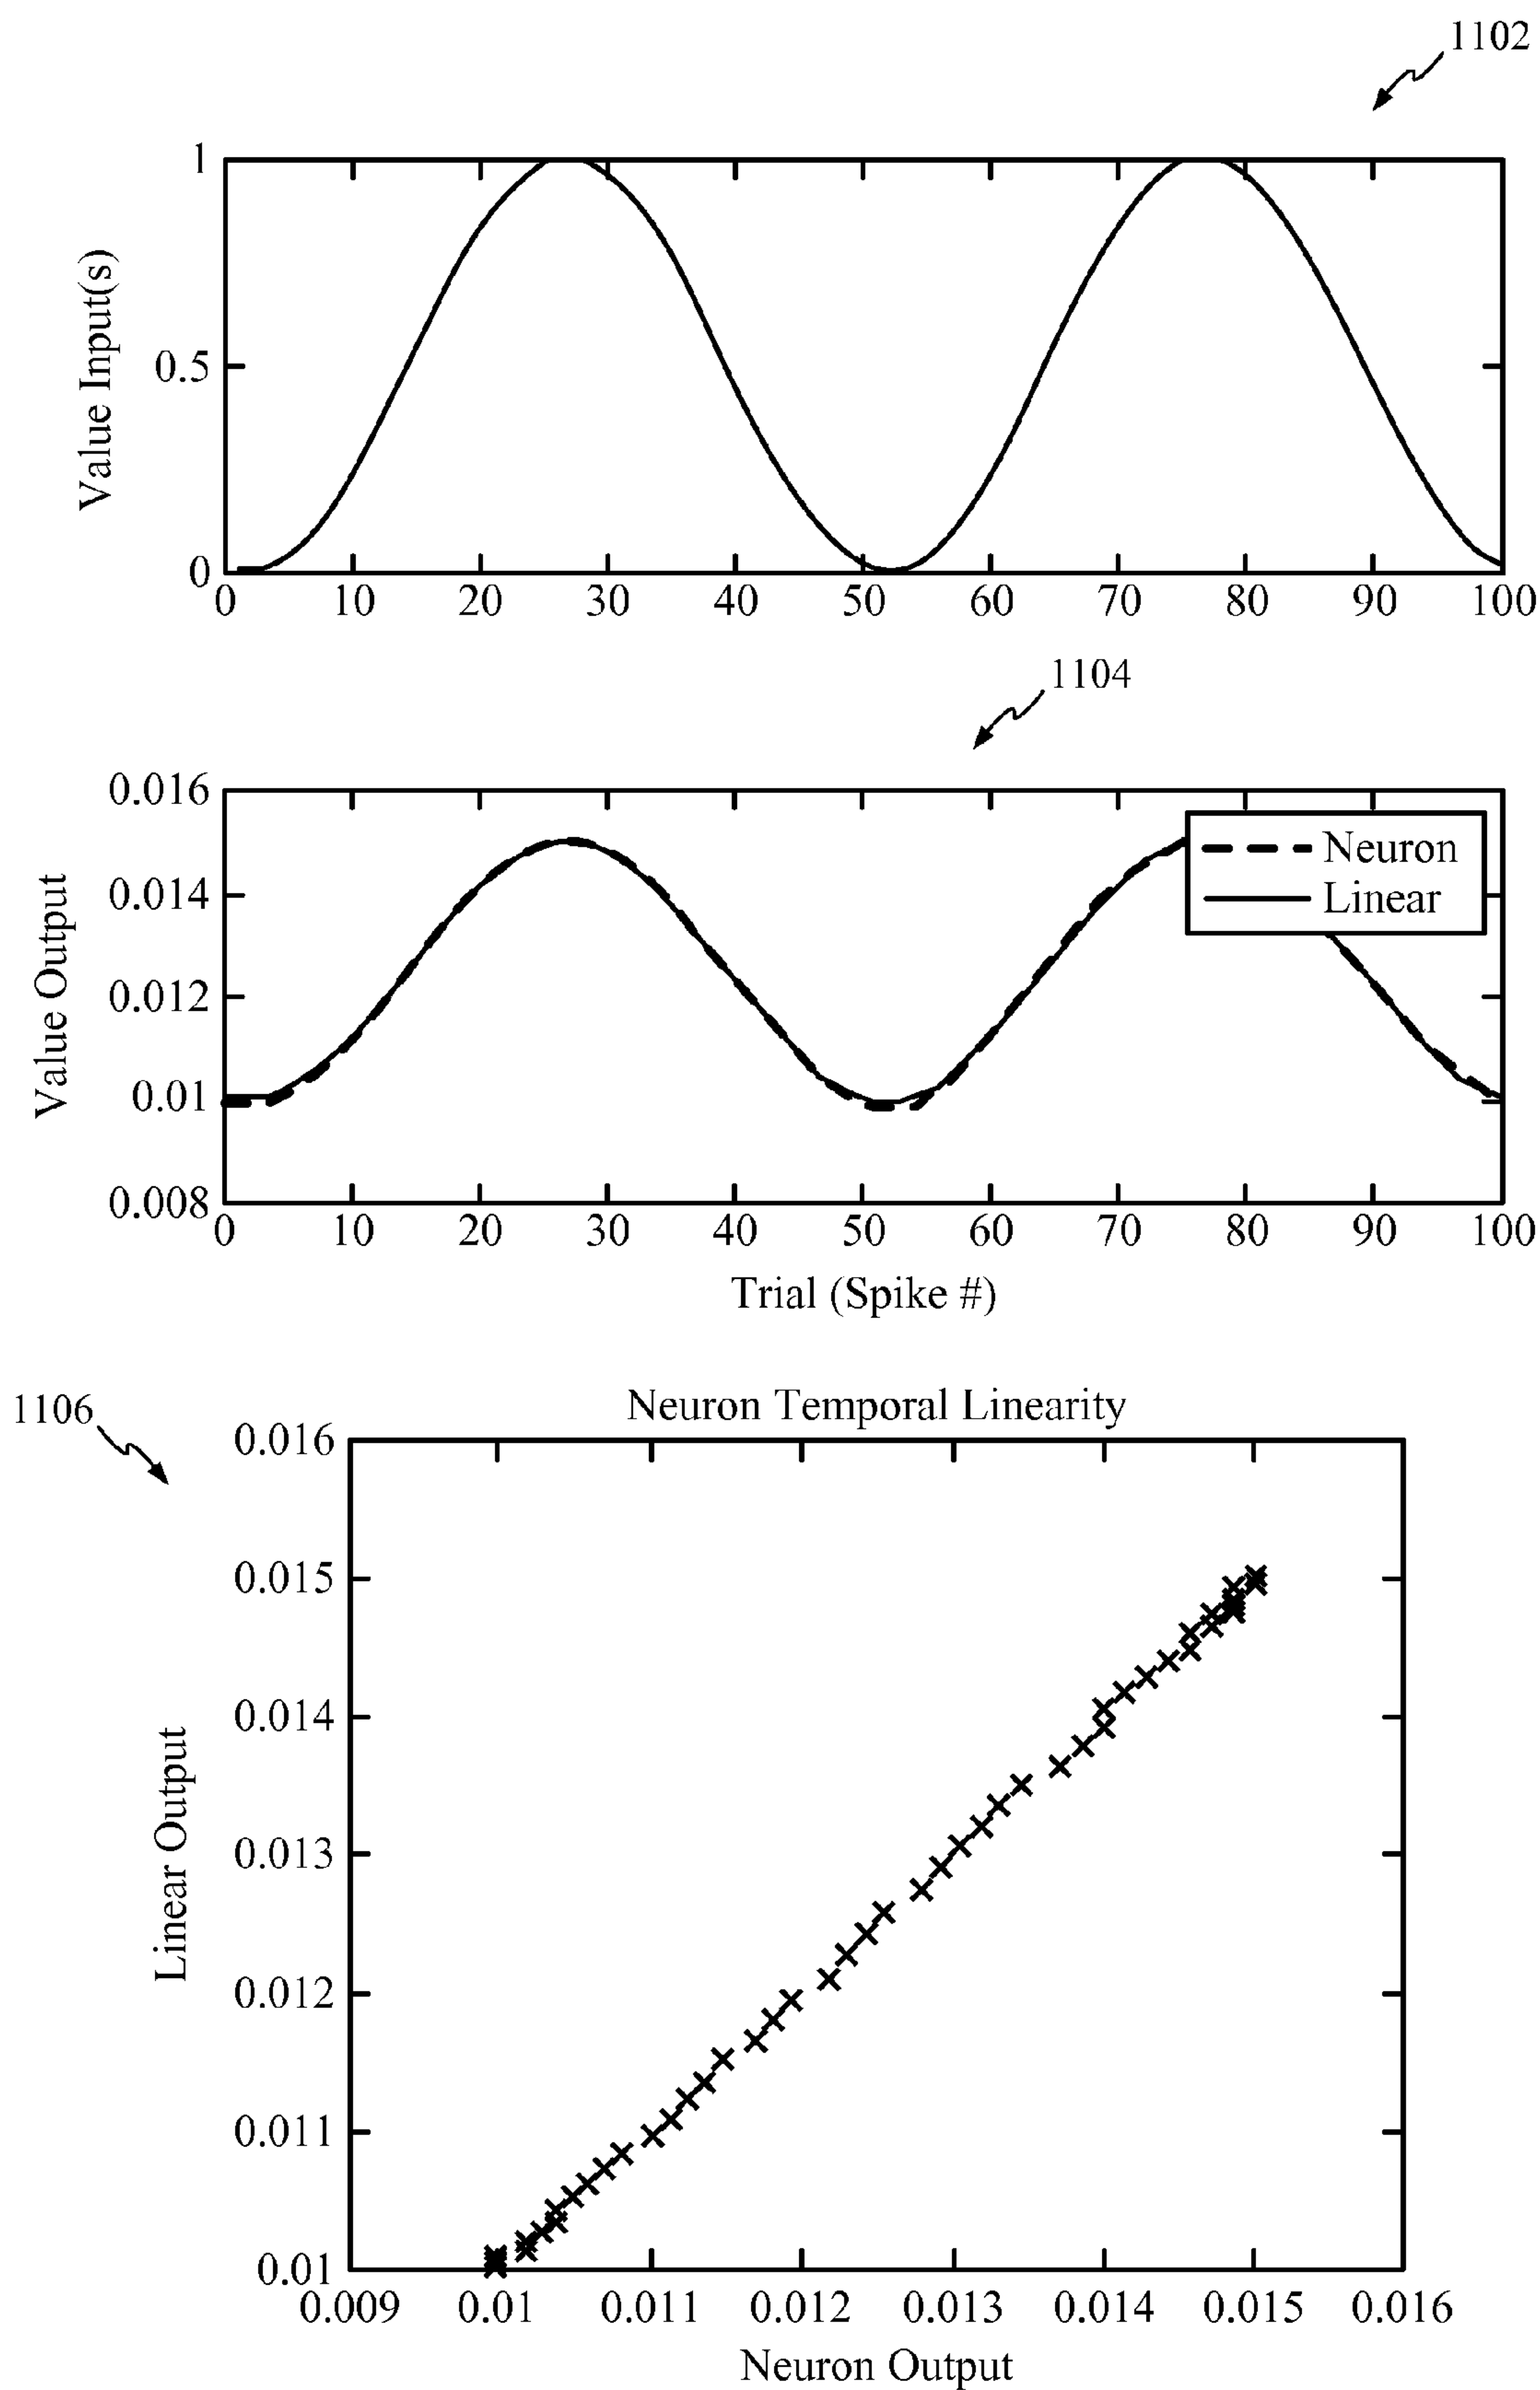 1102
Value Input(s)
1
0.5
0
0 10 20 30 40 50 60 70 80 90 100
1104
Value Output
0.016
0.014
0.012
0.01
0.008
Neuron
Linear
0 10 20 30 40 50 60 70 80 90 100
Trial (Spike #)
1106
Neuron Temporal Linearity
Linear Output
0.016
0.015
0.014
0.013
0.012
0.011
0.01
0.009 0.01 0.011 0.012 0.013 0.014 0.015 0.016
Neuron Output